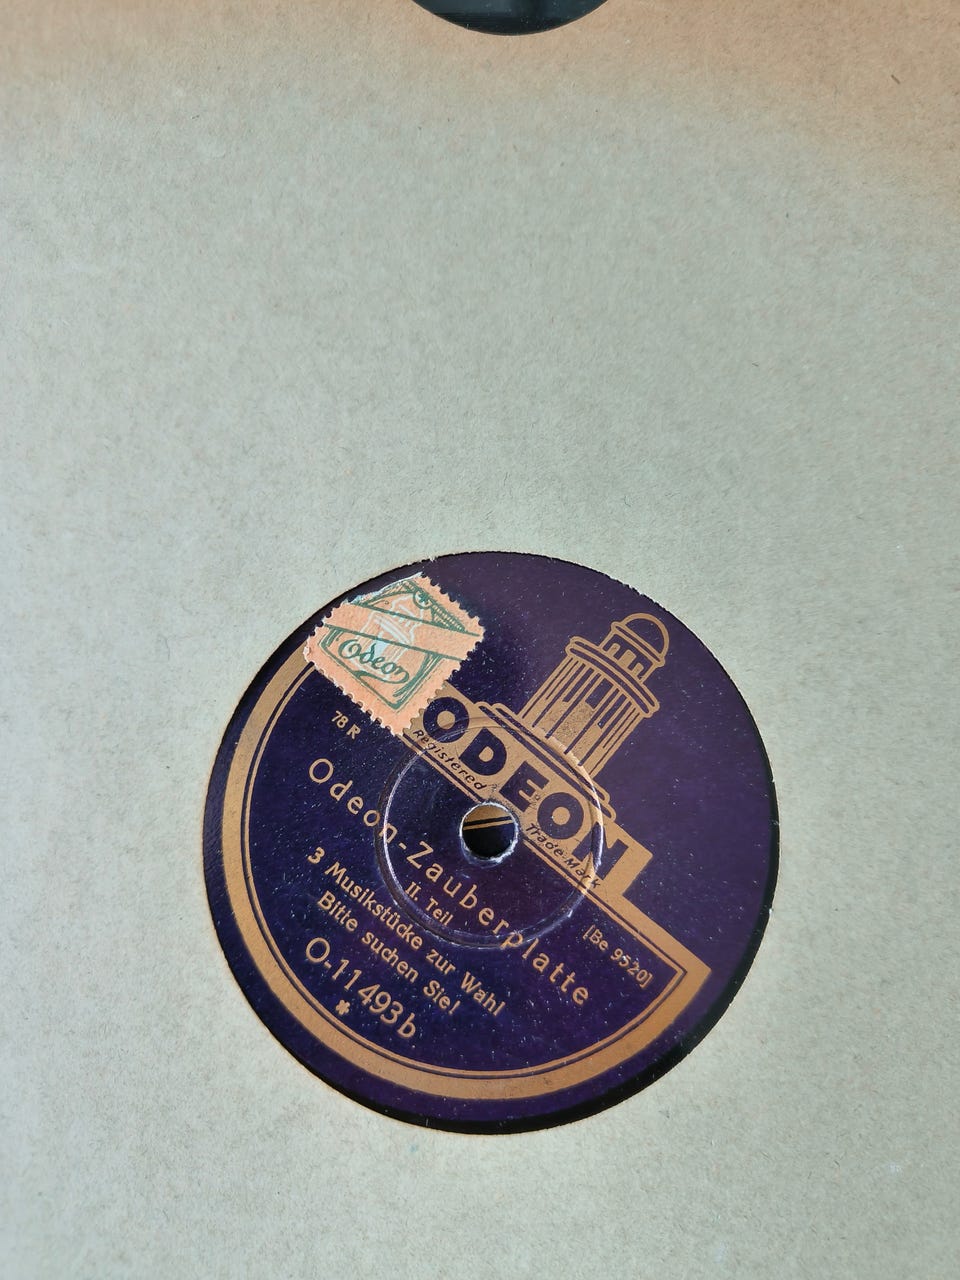 Odeon
ODEON
Registered
Trade-Mark
78 R
[Be 9520]
Odeon-Zauberplatte
II. Teil
3 Musikstücke zur Wahl
Bitte suchen Sie!
O-11493b
*